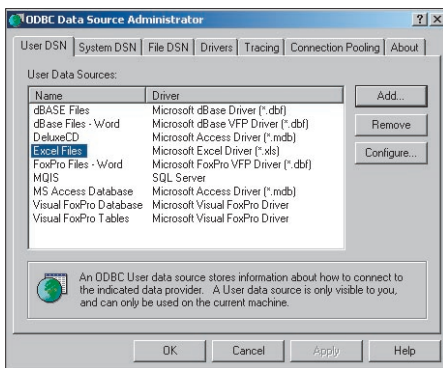 ODBC Data Source Administrator
User DSN System DSN File DSN Drivers Tracing Connection Pooling About
User Data Sources:
Name Driver
dBASE Files Microsoft dBase Driver (*.dbf)
dBase Files - Word Microsoft dBase VFP Driver (*.dbf)
DeluxeCD Microsoft Access Driver (*.mdb)
Excel Files Microsoft Excel Driver (*.xls)
FoxPro Files - Word Microsoft FoxPro VFP Driver (*.dbf)
MQIS SQL Server
MS Access Database Microsoft Access Driver (*.mdb)
Visual FoxPro Database Microsoft Visual FoxPro Driver
Visual FoxPro Tables Microsoft Visual FoxPro Driver
Add...
Remove
Configure...
An ODBC User data source stores information about how to connect to
the indicated data provider. A User data source is only visible to you,
and can only be used on the current machine.
OK Cancel Apply Help